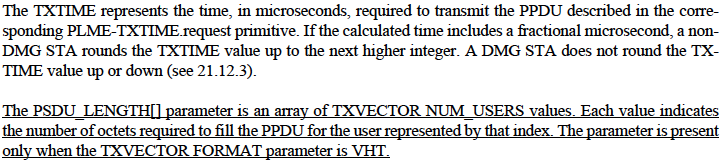 The TXTIME represents the time, in microseconds, required to transmit the PPDU described in the corre-
sponding PLME-TXTIME.request primitive. If the calculated time includes a fractional microsecond, a non-
DMG STA rounds the TXTIME value up to the next higher integer. A DMG STA does not round the TX-
TIME value up or down (see 21.12.3).
The PSDU_LENGTH[] parameter is an array of TXVECTOR NUM_USERS values. Each value indicates
the number of octets required to fill the PPDU for the user represented by that index. The parameter is present
only when the TXVECTOR FORMAT parameter is VHT.